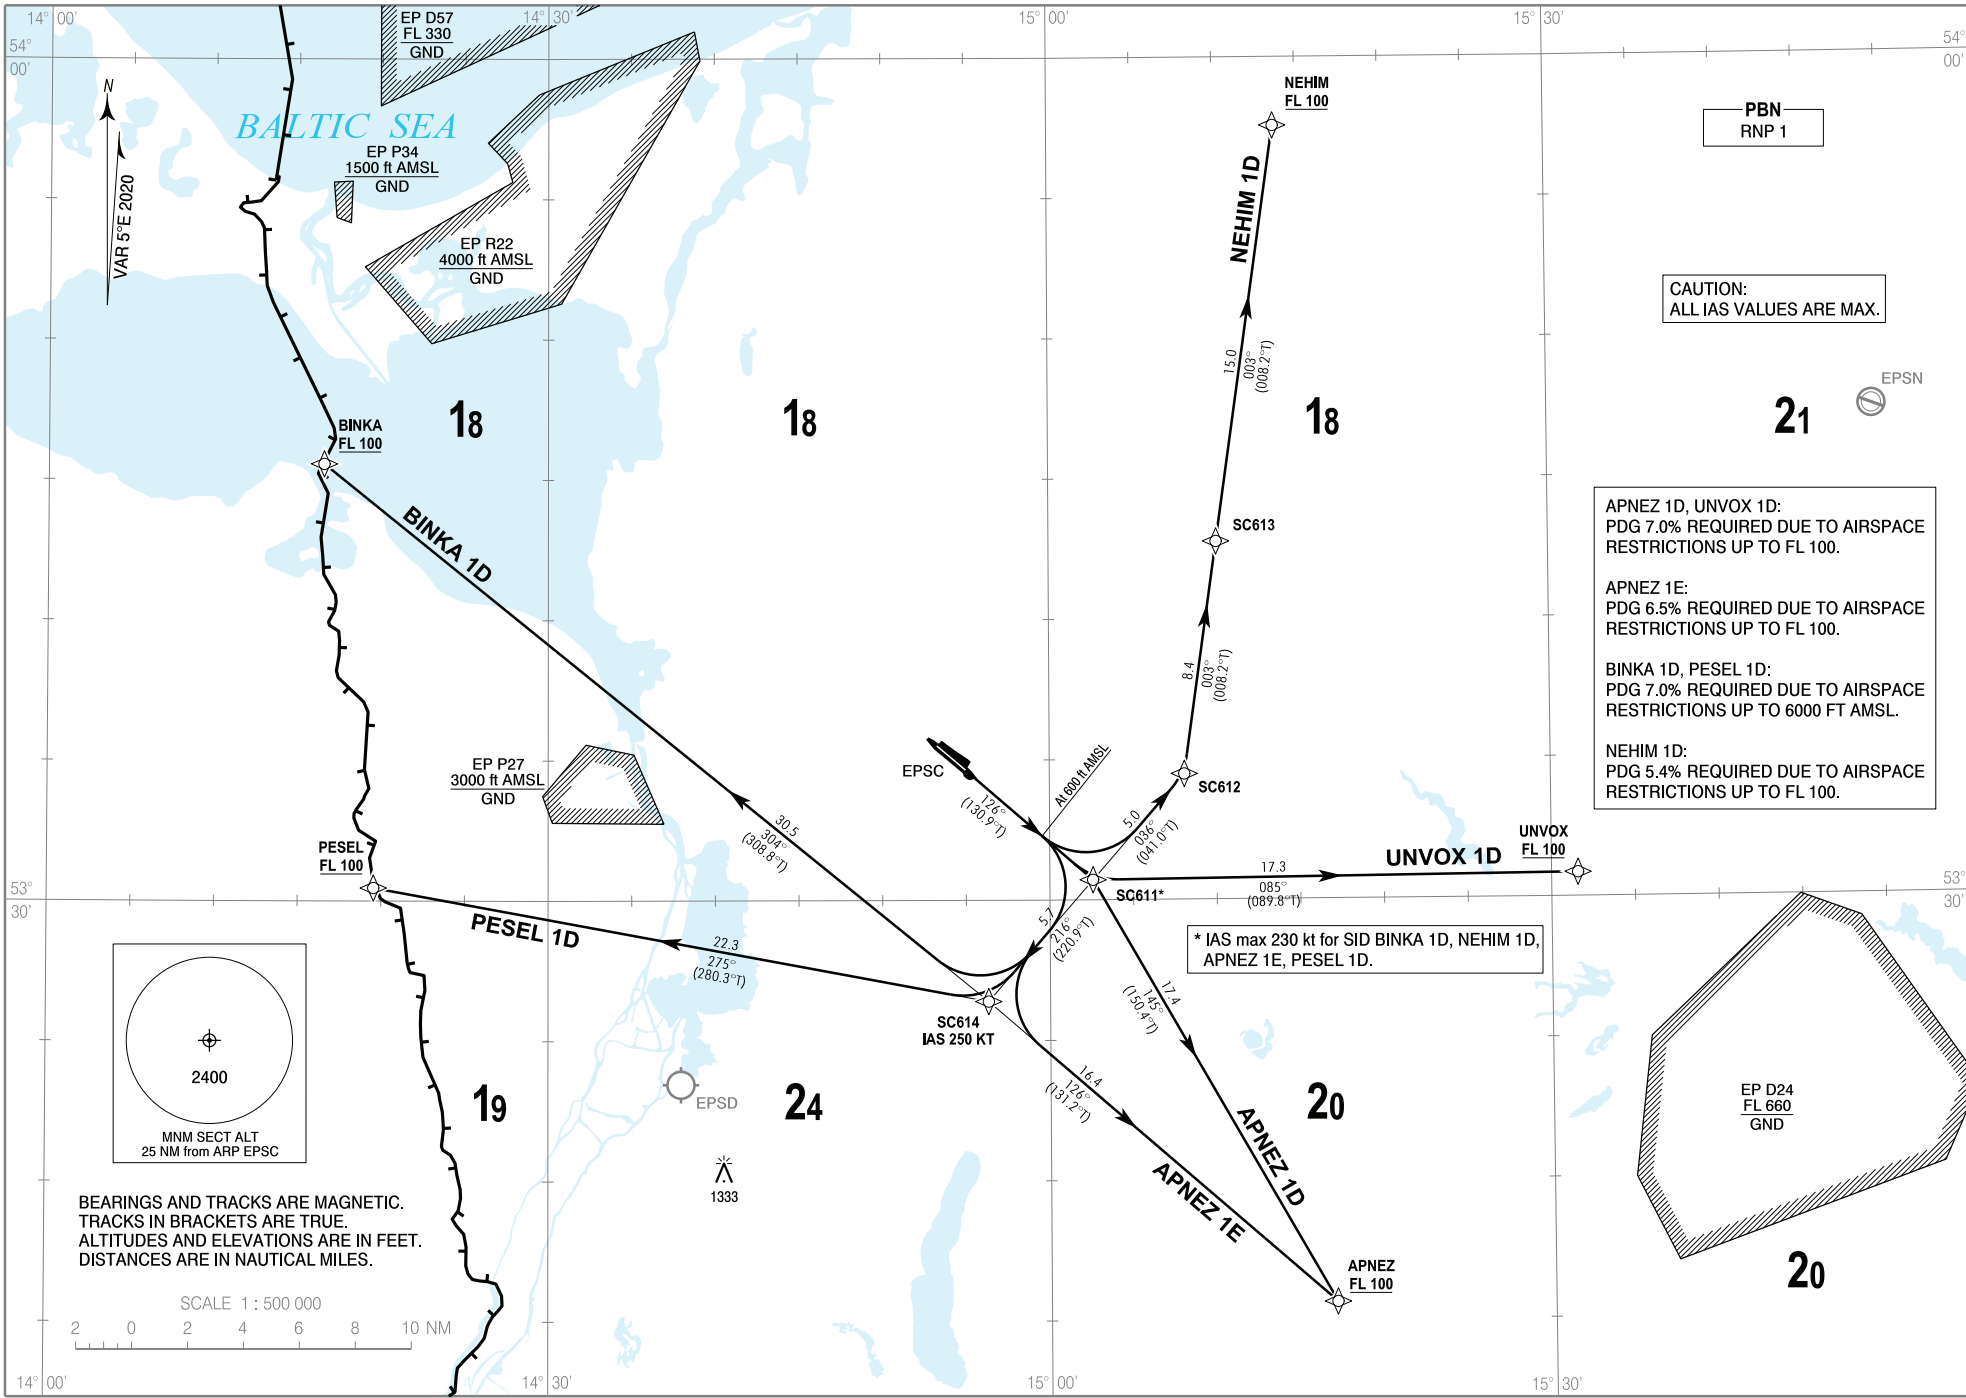 14° 00'
14° 30'
15° 00'
15° 30'
54°
00'
54°
00'
EP D57
FL 330
GND
N
VAR 5°E 2020
BALTIC SEA
EP P34
1500 ft AMSL
GND
EP R22
4000 ft AMSL
GND
NEHIM
FL 100
NEHIM 1D
PBN
RNP 1
CAUTION:
ALL IAS VALUES ARE MAX.
15.0
003°
(008.2°T)
EPSN
18
18
18
21
BINKA
FL 100
BINKA 1D
SC613
APNEZ 1D, UNVOX 1D:
PDG 7.0% REQUIRED DUE TO AIRSPACE
RESTRICTIONS UP TO FL 100.
APNEZ 1E:
PDG 6.5% REQUIRED DUE TO AIRSPACE
RESTRICTIONS UP TO FL 100.
BINKA 1D, PESEL 1D:
PDG 7.0% REQUIRED DUE TO AIRSPACE
RESTRICTIONS UP TO 6000 FT AMSL.
NEHIM 1D:
PDG 5.4% REQUIRED DUE TO AIRSPACE
RESTRICTIONS UP TO FL 100.
8.4
003°
(008.2°T)
EP P27
3000 ft AMSL
GND
EPSC
126°
(130.9°T)
At 600 ft AMSL
SC612
5.0
036°
(041.0°T)
30.5
304°
(308.8°T)
PESEL
FL 100
UNVOX
FL 100
UNVOX 1D
17.3
085°
(089.8°T)
SC611*
53°
30'
53°
30'
PESEL 1D
22.3
275°
(280.3°T)
5.7
216°
(220.9°T)
* IAS max 230 kt for SID BINKA 1D, NEHIM 1D,
APNEZ 1E, PESEL 1D.
17.4
145°
(150.4°T)
SC614
IAS 250 KT
2400
MNM SECT ALT
25 NM from ARP EPSC
EPSD
16.4
126°
(131.2°T)
19
24
20
EP D24
FL 660
GND
1333
APNEZ 1D
APNEZ 1E
BEARINGS AND TRACKS ARE MAGNETIC.
TRACKS IN BRACKETS ARE TRUE.
ALTITUDES AND ELEVATIONS ARE IN FEET.
DISTANCES ARE IN NAUTICAL MILES.
APNEZ
FL 100
20
SCALE 1 : 500 000
2 0 2 4 6 8 10 NM
14° 00'
14° 30'
15° 00'
15° 30'